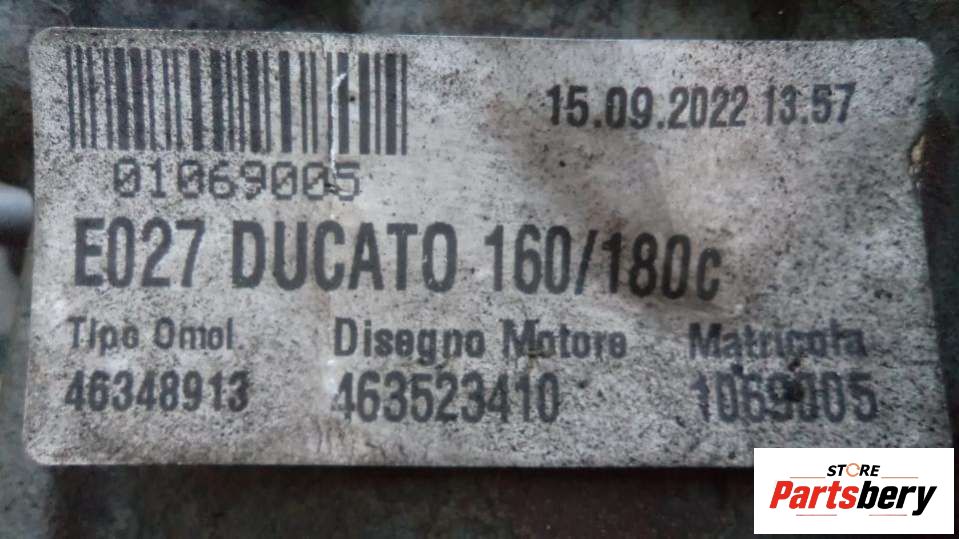 15.09.2022 13.57
01069005
E027 DUCATO 160/180c
Tipo Omol. Disegno Motore Matricola
46348913 463523410 1069005
STORE
Partsbery